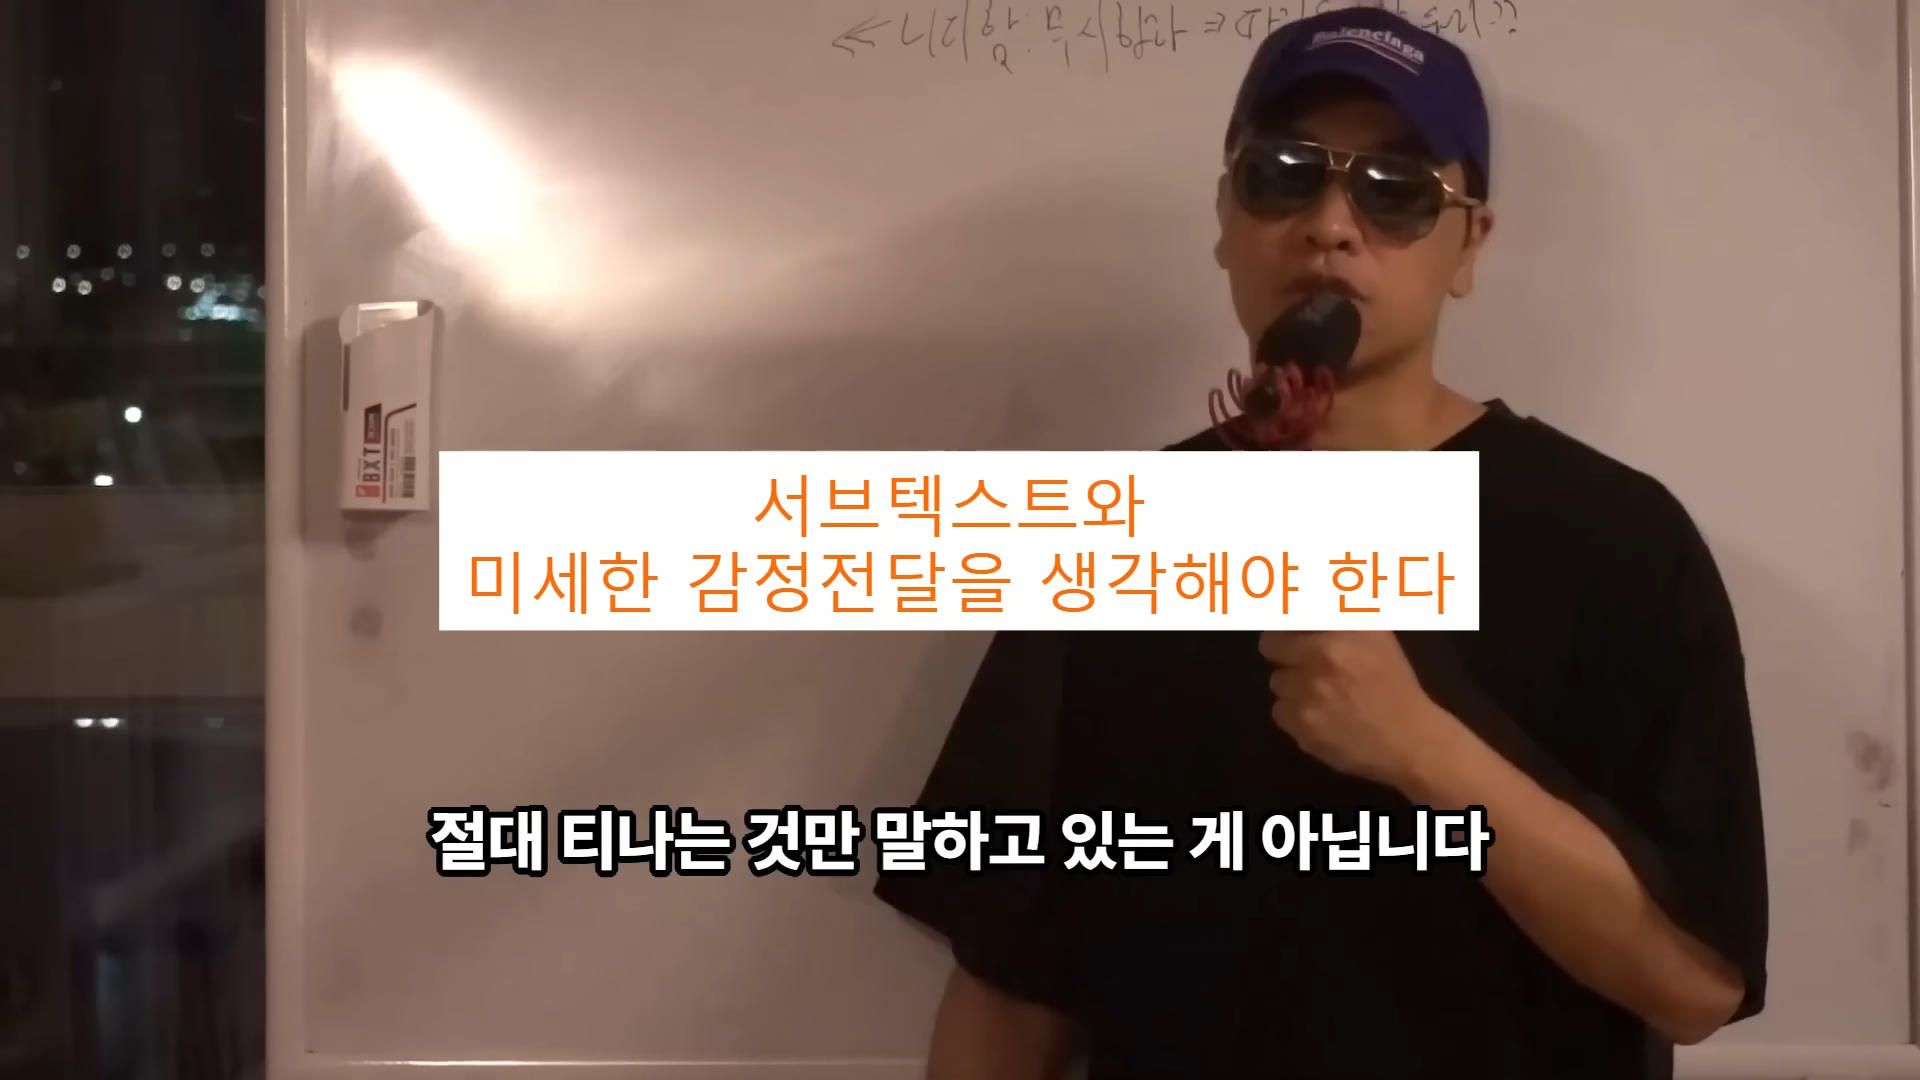 Balenciaga
BXT
서브텍스트와
미세한 감정전달을 생각해야 한다
절대 티나는 것만 말하고 있는 게 아닙니다